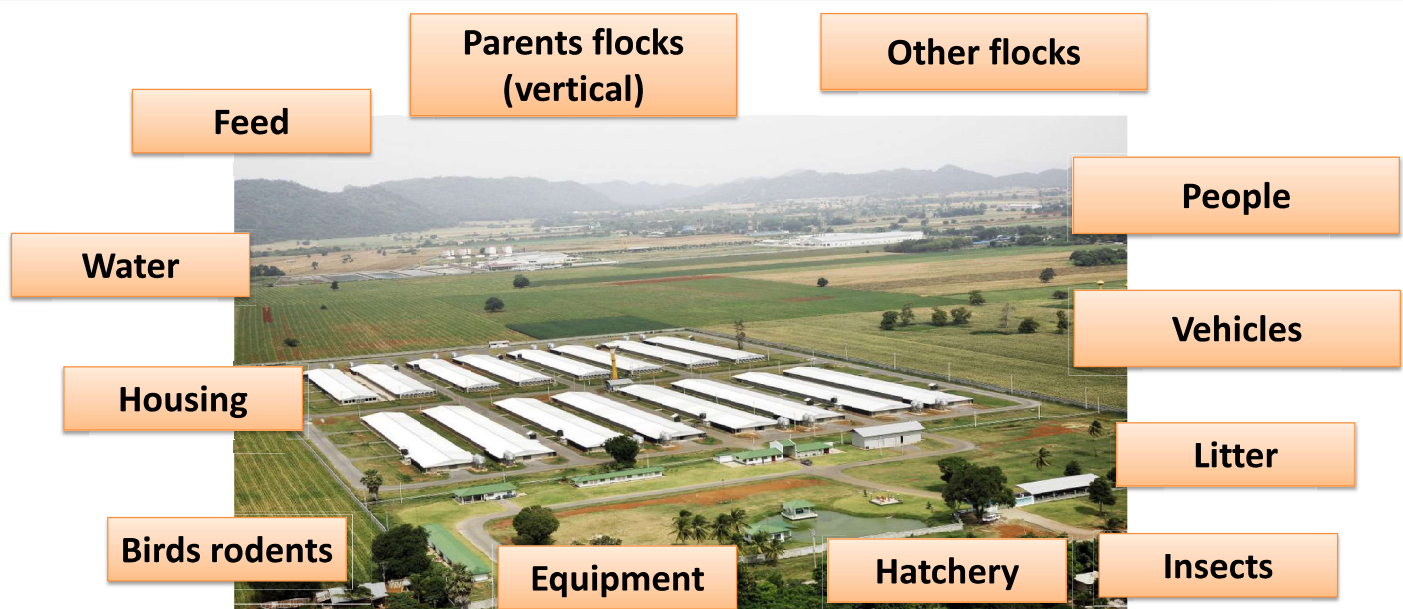 Parents flocks
(vertical)
Other flocks
Feed
People
Water
Vehicles
Housing
Litter
Birds rodents
Equipment
Hatchery
Insects